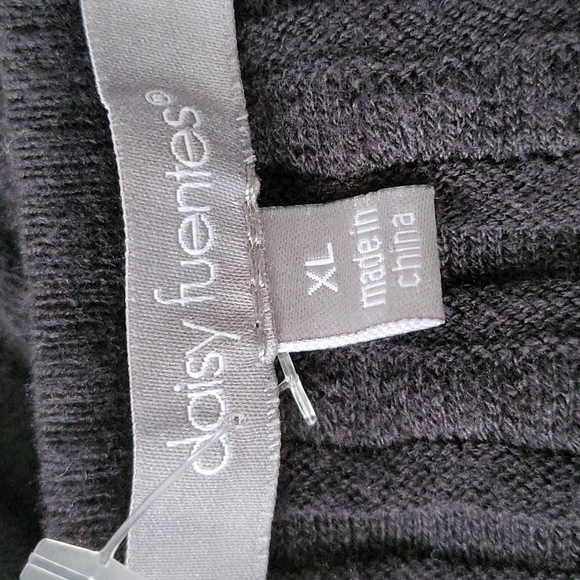 daisy fuentes®
XL
made in
china